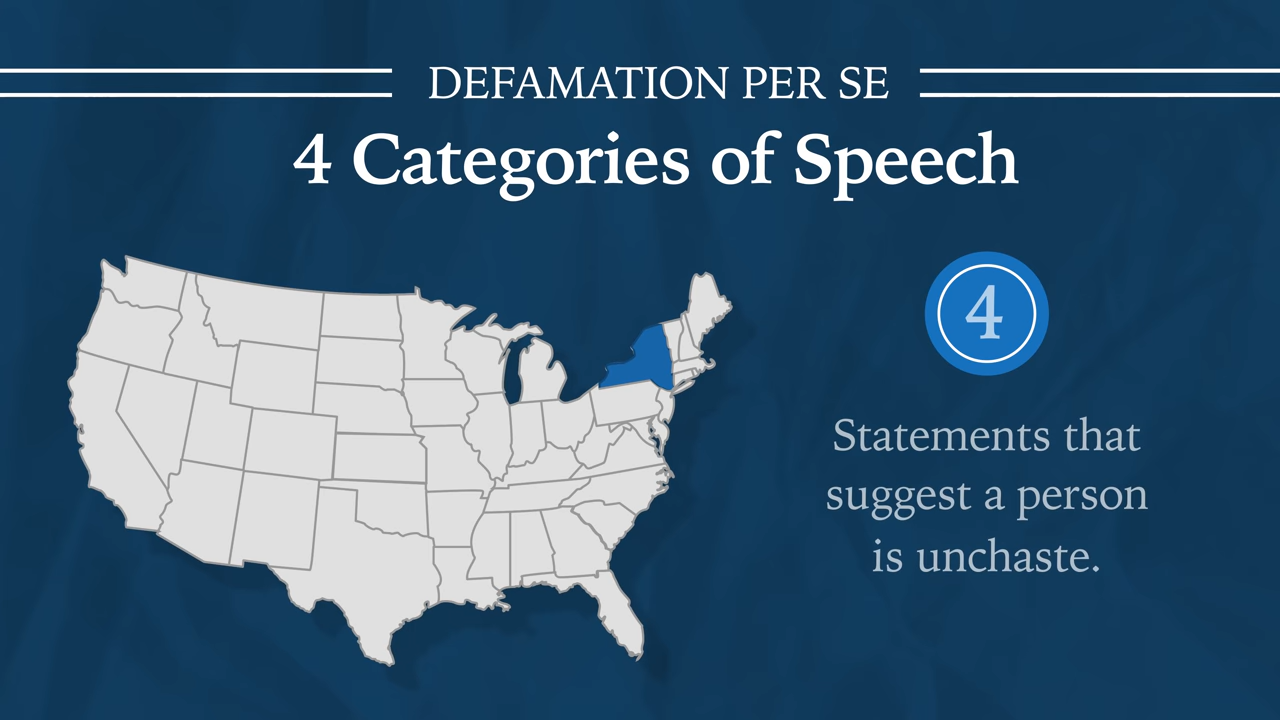 DEFAMATION PER SE
4 Categories of Speech
4
Statements that
suggest a person
is unchaste.